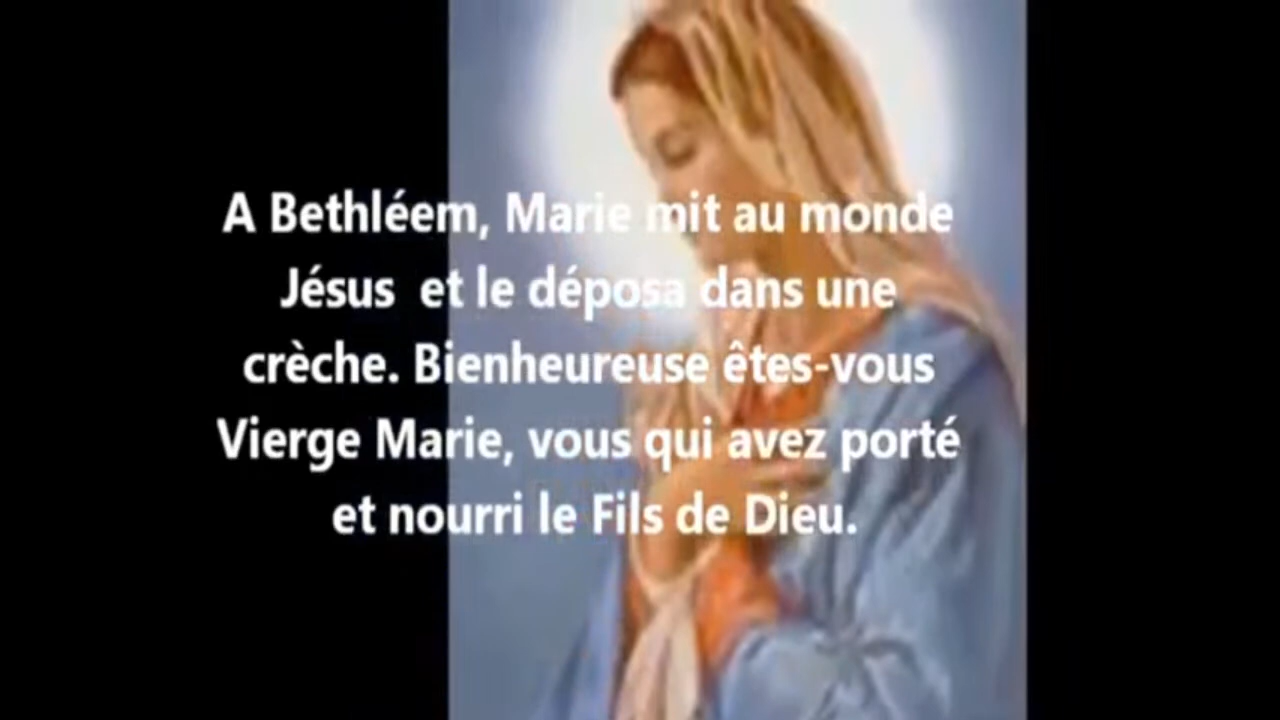 A Bethléem, Marie mit au monde
Jésus  et le déposa dans une
crèche. Bienheureuse êtes-vous
Vierge Marie, vous qui avez porté
et nourri le Fils de Dieu.